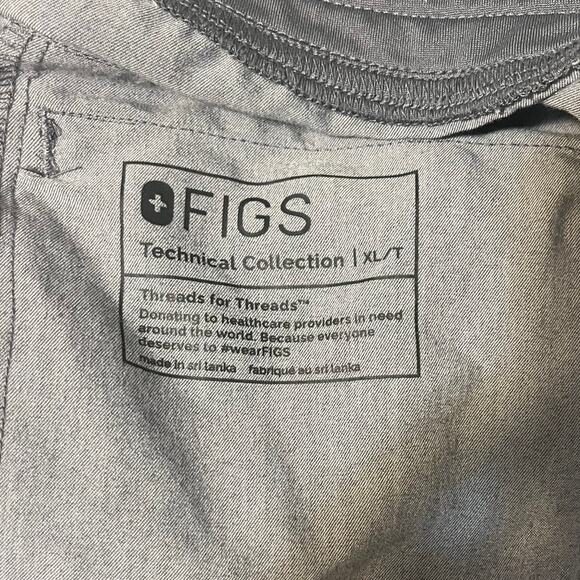 FIGS
Technical Collection | XL/T
Threads for Threads™
Donating to healthcare providers in need
around the world. Because everyone
deserves to #wearFIGS
made in sri lanka fabriqué au sri lanka